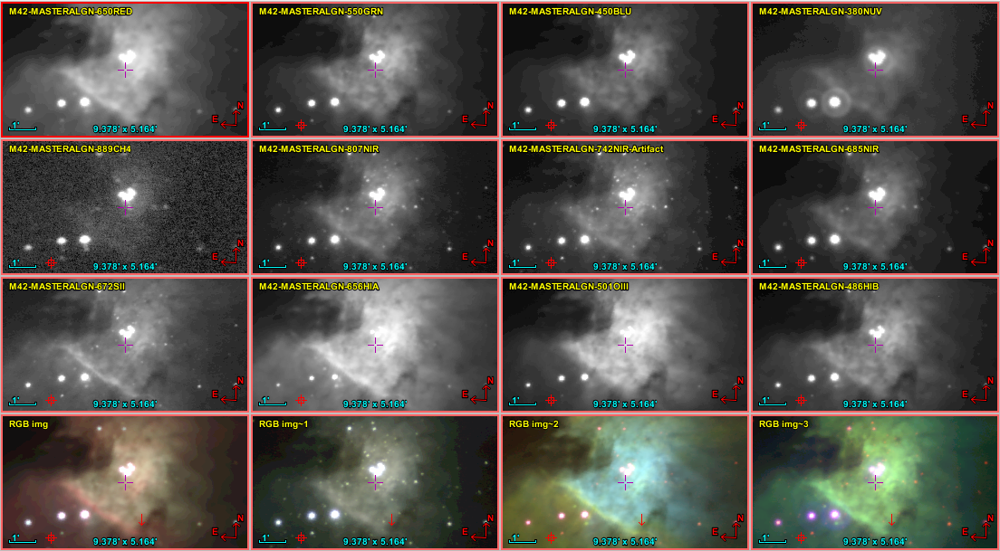 M42-MASTERALGN-650RED
M42-MASTERALGN-550GRN
M42-MASTERALGN-450BLU
M42-MASTERALGN-380NUV
N
N
N
N
E
E
E
E
1'
9.378' x 5.164'
1'
9.378' x 5.164'
1'
9.378' x 5.164'
1'
9.378' x 5.164'
M42-MASTERALGN-889CH4
M42-MASTERALGN-807NIR
M42-MASTERALGN-742NIR-Artifact
M42-MASTERALGN-685NIR
N
N
N
N
E
E
E
E
1'
9.378' x 5.164'
1'
9.378' x 5.164'
1'
9.378' x 5.164'
1'
9.378' x 5.164'
M42-MASTERALGN-672SII
M42-MASTERALGN-656HIA
M42-MASTERALGN-501OIII
M42-MASTERALGN-486HIB
N
N
N
N
E
E
E
E
1'
9.378' x 5.164'
1'
9.378' x 5.164'
1'
9.378' x 5.164'
1'
9.378' x 5.164'
RGB img
RGB img~1
RGB img~2
RGB img~3
N
N
N
N
E
E
E
E
1'
9.378' x 5.164'
1'
9.378' x 5.164'
1'
9.378' x 5.164'
1'
9.378' x 5.164'